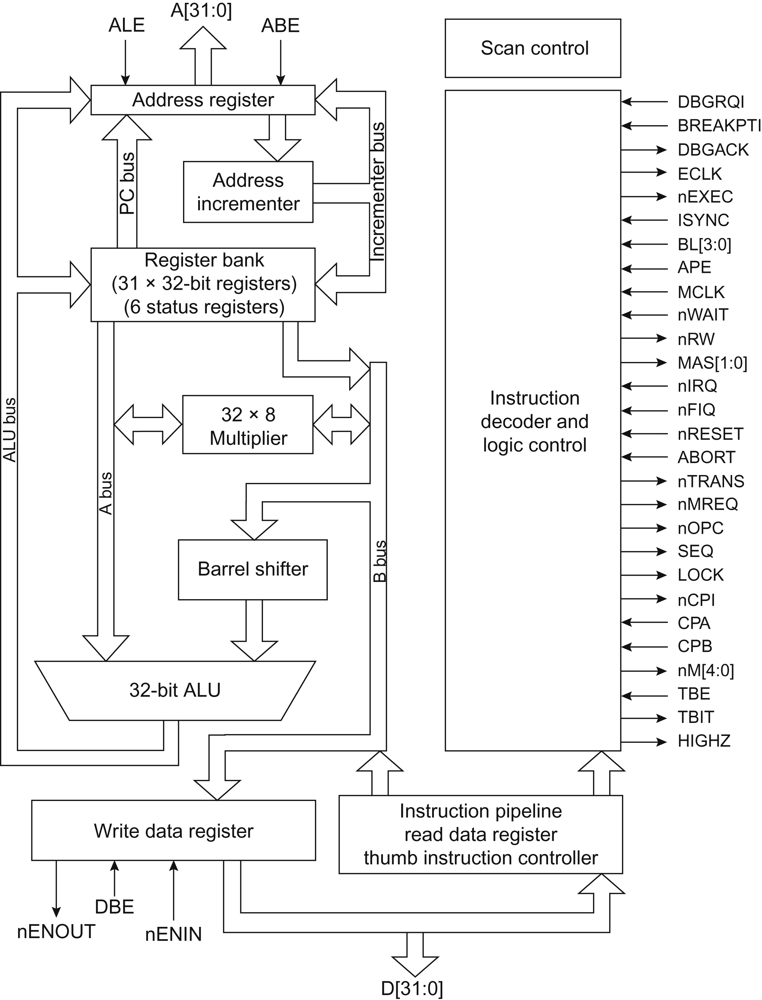 A[31:0]
ALE
ABE
Scan control
Address register
DBGRQI
BREAKPTI
DBGACK
ECLK
nEXEC
ISYNC
BL[3:0]
APE
MCLK
nWAIT
nRW
MAS[1:0]
nIRQ
nFIQ
nRESET
ABORT
nTRANS
nMREQ
nOPC
SEQ
LOCK
nCPI
CPA
CPB
nM[4:0]
TBE
TBIT
HIGHZ
PC bus
Address
incrementer
Incrementer bus
Register bank
(31 × 32-bit registers)
(6 status registers)
ALU bus
32 × 8
Multiplier
Instruction
decoder and
logic control
A bus
B bus
Barrel shifter
32-bit ALU
Write data register
Instruction pipeline
read data register
thumb instruction controller
nENOUT
DBE
nENIN
D[31:0]